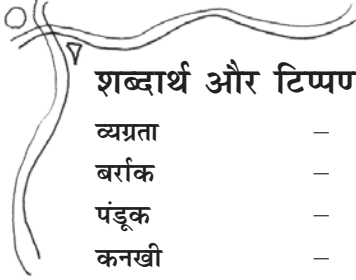 शब्दार्थ और टिप्पण
व्यग्रता –
बर्राक –
पंडूक –
कनखी –